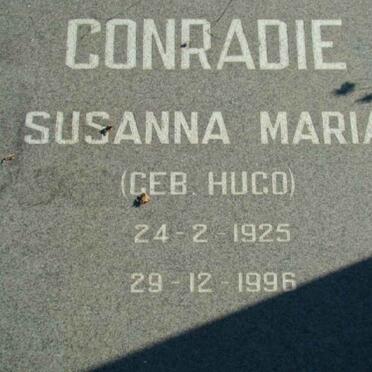 CONRADIE
SUSANNA MARIA
(GEB. HUGO)
24-2-1925
29-12-1996